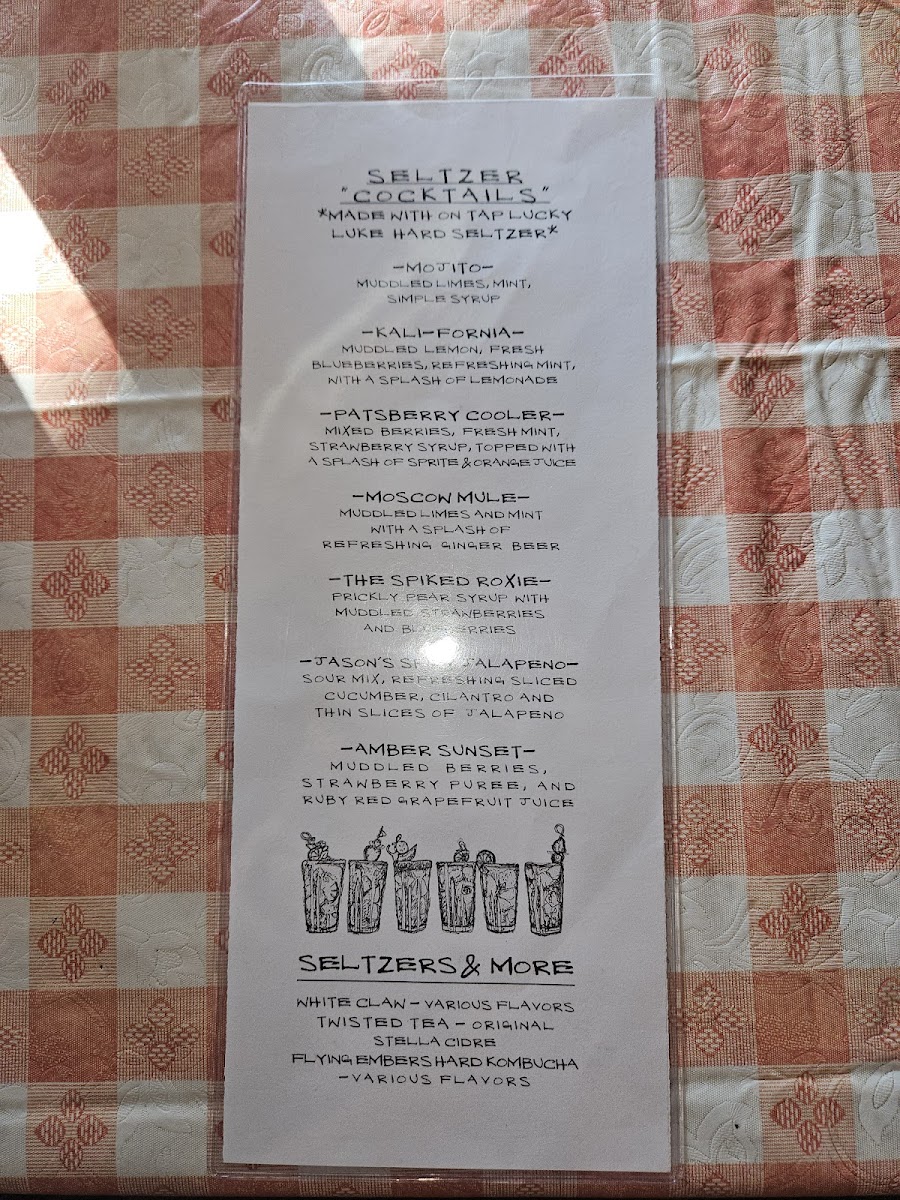 SELTZER
"COCKTAILS"
*MADE WITH ON TAP LUCKY
LUKE HARD SELTZER*
-MOJITO-
MUDDLED LIMES, MINT,
SIMPLE SYRUP
-KALI-FORNIA-
MUDDLED LEMON, FRESH
BLUEBERRIES, REFRESHING MINT,
WITH A SPLASH OF LEMONADE
-PATSBERRY COOLER-
MIXED BERRIES, FRESH MINT,
STRAWBERRY SYRUP, TOPPED WITH
A SPLASH OF SPRITE & ORANGE JUICE
-MOSCOW MULE-
MUDDLED LIMES AND MINT
WITH A SPLASH OF
REFRESHING GINGER BEER
-THE SPIKED ROXIE-
PRICKLY PEAR SYRUP WITH
MUDDLED STRAWBERRIES
AND BLUEBERRIES
-JASON'S JALAPENO-
SOUR MIX, REFRESHING SLICED
CUCUMBER, CILANTRO AND
THIN SLICES OF JALAPENO
-AMBER SUNSET-
MUDDLED BERRIES,
STRAWBERRY PUREE, AND
RUBY RED GRAPEFRUIT JUICE
SELTZERS & MORE
WHITE CLAW - VARIOUS FLAVORS
TWISTED TEA - ORIGINAL
STELLA CIDRE
FLYING EMBERS HARD KOMBUCHA
-VARIOUS FLAVORS